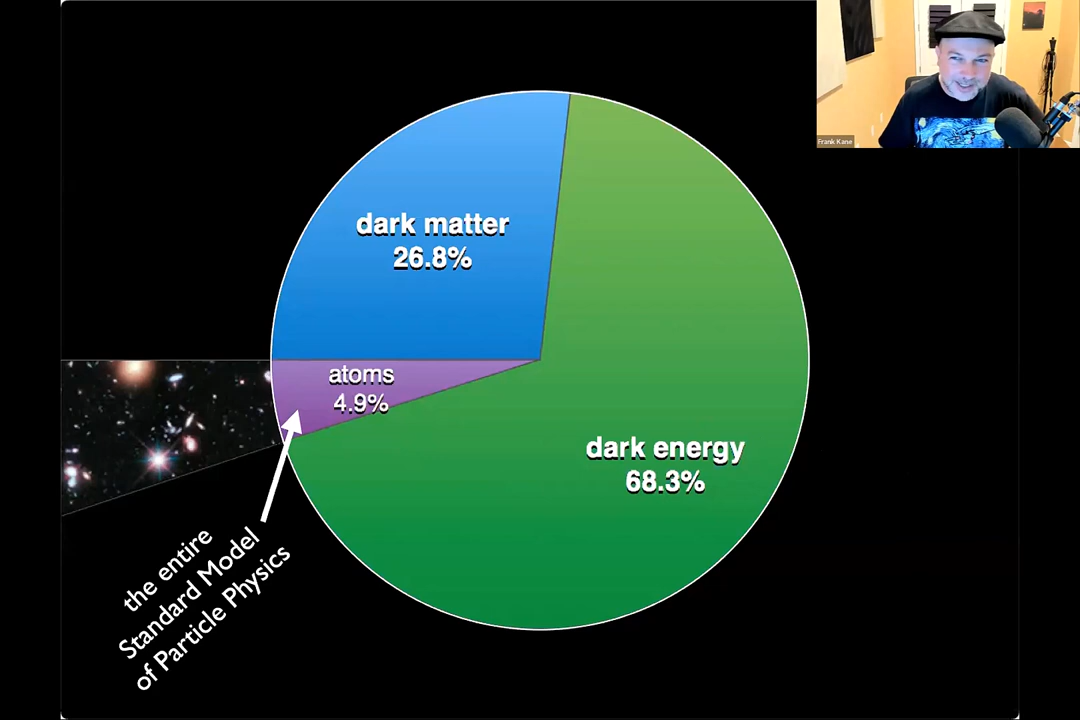 Frank Kane
dark matter
26.8%
atoms
4.9%
dark energy
68.3%
the entire
Standard Model
of Particle Physics